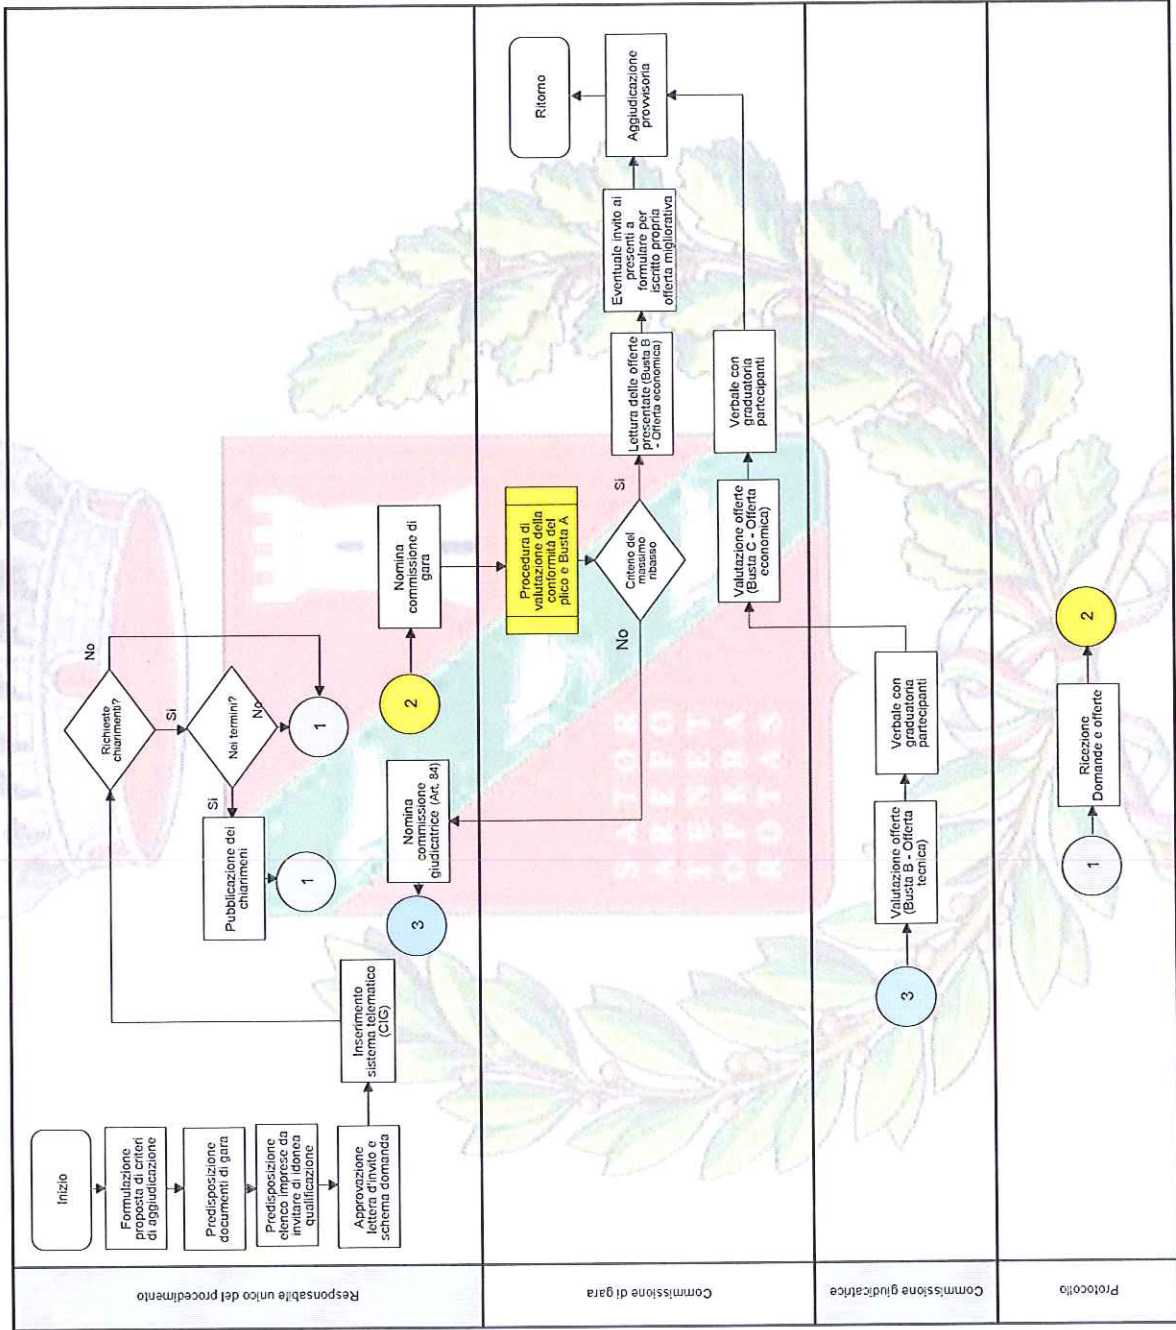 Responsabile unico del procedimento
Inizio
Formulazione
proposta di criteri
di aggiudicazione
Predisposizione
documenti di gara
Predisposizione
elenco imprese da
invitare di idonea
qualificazione
Approvazione
lettera d'invito e
schema domanda
Inserimento
sistema telematico
(CIG)
Richieste
chiarimenti?
No
Si
Nei termini?
No
Si
1
Pubblicazione dei
chiarimeni
1
2
Nomina
commissione di
gara
Nomina
commissione
giudicatrice (Art. 84)
3
Commissione di gara
Procedura di
valutazione della
conformità del
plico e Busta A
Criterio del
massimo
ribasso
No
Si
Lettura delle offerte
presentate (Busta B
- Offerta economica)
Eventuale invito ai
presenti a
formulare per
iscritto propria
offerta migliorativa
Aggiudicazione
provvisoria
Ritorno
Valutazione offerte
(Busta C - Offerta
economica)
Verbale con
graduatoria
partecipanti
Commissione giudicatrice
3
Valutazione offerte
(Busta B - Offerta
tecnica)
Verbale con
graduatoria
partecipanti
Protocollo
1
Ricezione
Domande e offerte
2
SATOR
AREPO
TENET
OPERA
ROTAS